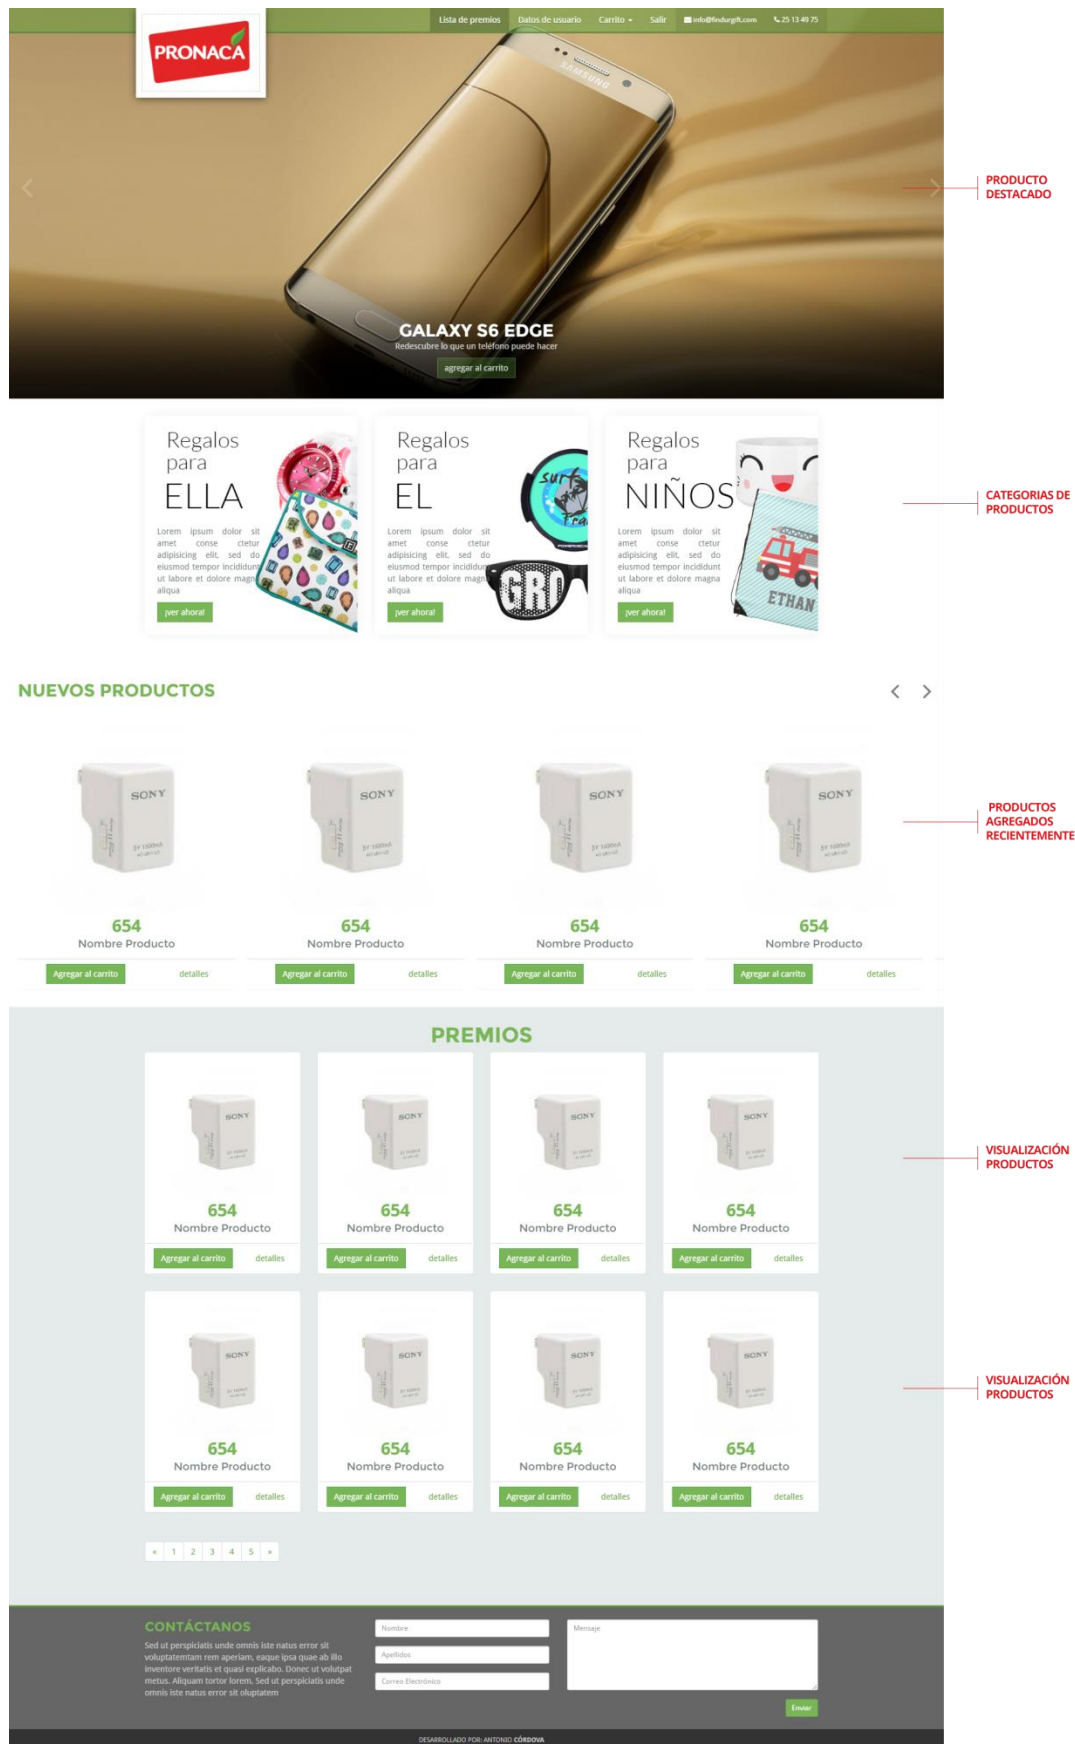 Lista de premios Datos de usuario Carrito Salir info@findurgift.com 25 13 49 75
PRONACA
SAMSUNG
PRODUCTO
DESTACADO
GALAXY S6 EDGE
Redescubre lo que un teléfono puede hacer
agregar al carrito
Regalos
para
ELLA
Lorem ipsum dolor sit
amet conse ctetur
adipisicing elit, sed do
eiusmod tempor incididunt
ut labore et dolore magna
aliqua
¡ver ahora!
Regalos
para
EL
Lorem ipsum dolor sit
amet conse ctetur
adipisicing elit, sed do
eiusmod tempor incididunt
ut labore et dolore magna
aliqua
¡ver ahora!
surf
GRO
Regalos
para
NIÑOS
Lorem ipsum dolor sit
amet conse ctetur
adipisicing elit, sed do
eiusmod tempor incididunt
ut labore et dolore magna
aliqua
¡ver ahora!
ETHAN
CATEGORIAS DE
PRODUCTOS
NUEVOS PRODUCTOS
SONY SONY SONY SONY
654 654 654 654
Nombre Producto Nombre Producto Nombre Producto Nombre Producto
Agregar al carrito detalles Agregar al carrito detalles Agregar al carrito detalles Agregar al carrito detalles
PRODUCTOS
AGREGADOS
RECIENTEMENTE
PREMIOS
SONY SONY SONY SONY
654 654 654 654
Nombre Producto Nombre Producto Nombre Producto Nombre Producto
Agregar al carrito detalles Agregar al carrito detalles Agregar al carrito detalles Agregar al carrito detalles
VISUALIZACIÓN
PRODUCTOS
SONY SONY SONY SONY
654 654 654 654
Nombre Producto Nombre Producto Nombre Producto Nombre Producto
Agregar al carrito detalles Agregar al carrito detalles Agregar al carrito detalles Agregar al carrito detalles
VISUALIZACIÓN
PRODUCTOS
« 1 2 3 4 5 »
CONTÁCTANOS
Sed ut perspiciatis unde omnis iste natus error sit
voluptatemtam rem aperiam, eaque ipsa quae ab illo
inventore veritatis et quasi explicabo. Donec ut volutpat
metus. Aliquam tortor lorem, Sed ut perspiciatis unde
omnis iste natus error sit oluptatem
Nombre
Apellidos
Correo Electrónico
Mensaje
Enviar
DESARROLLADO POR: ANTONIO CÓRDOVA